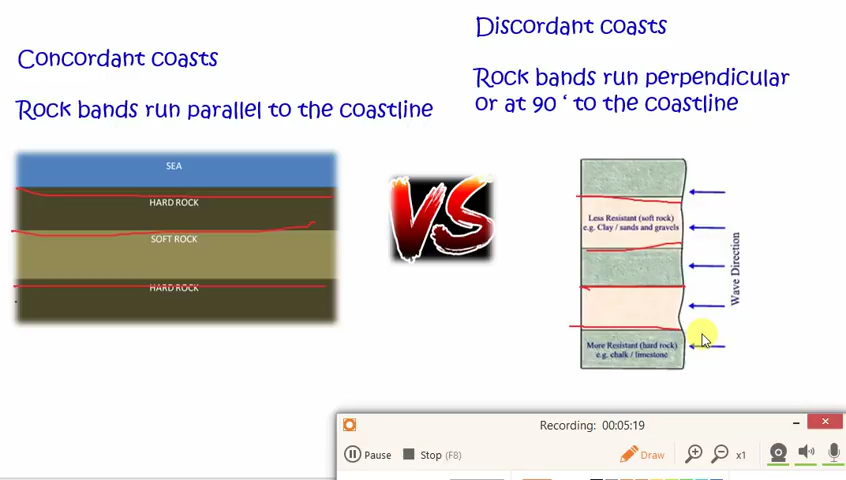 Concordant coasts
Rock bands run parallel to the coastline
SEA
HARD ROCK
SOFT ROCK
HARD ROCK
VS
Discordant coasts
Rock bands run perpendicular
or at 90 ‘ to the coastline
Less Resistant (soft rock)
e.g. Clay / sands and gravels
More Resistant (hard rock)
e.g. chalk / limestone
Wave Direction
Recording: 00:05:19
Pause
Stop (F8)
Draw
x1